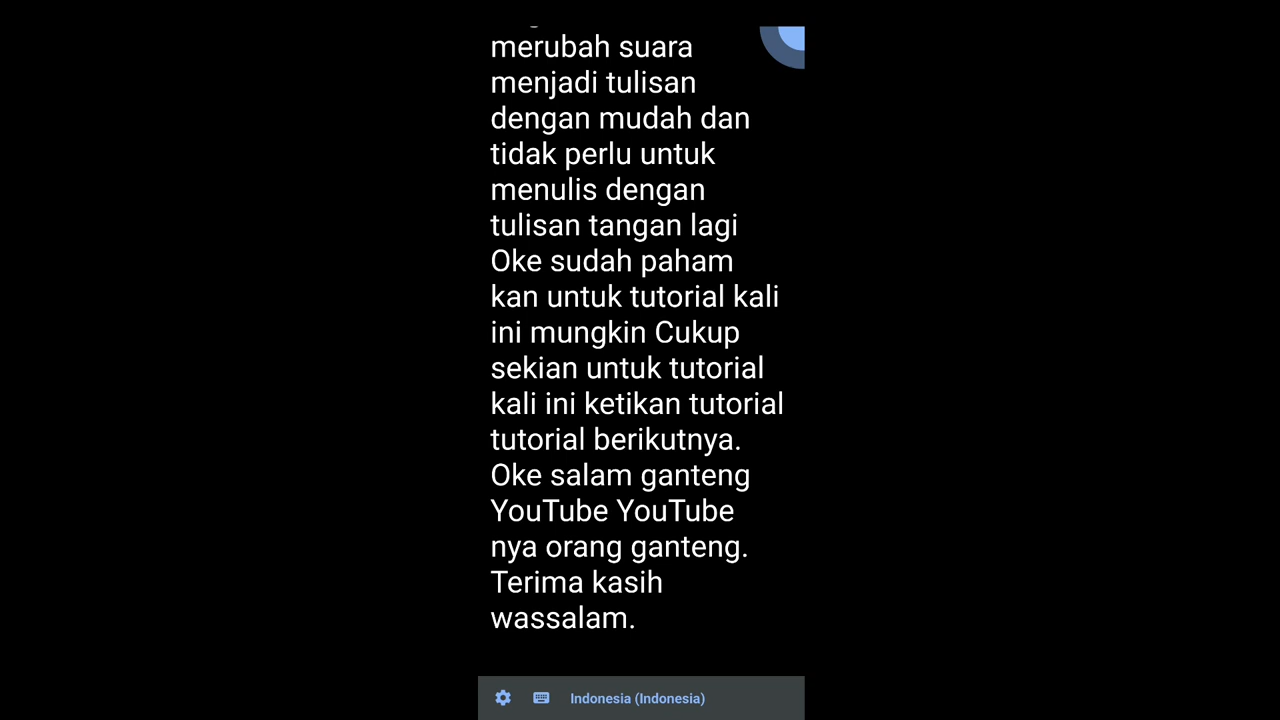 merubah suara
menjadi tulisan
dengan mudah dan
tidak perlu untuk
menulis dengan
tulisan tangan lagi
Oke sudah paham
kan untuk tutorial kali
ini mungkin Cukup
sekian untuk tutorial
kali ini ketikan tutorial
tutorial berikutnya.
Oke salam ganteng
YouTube YouTube
nya orang ganteng.
Terima kasih
wassalam.
Indonesia (Indonesia)